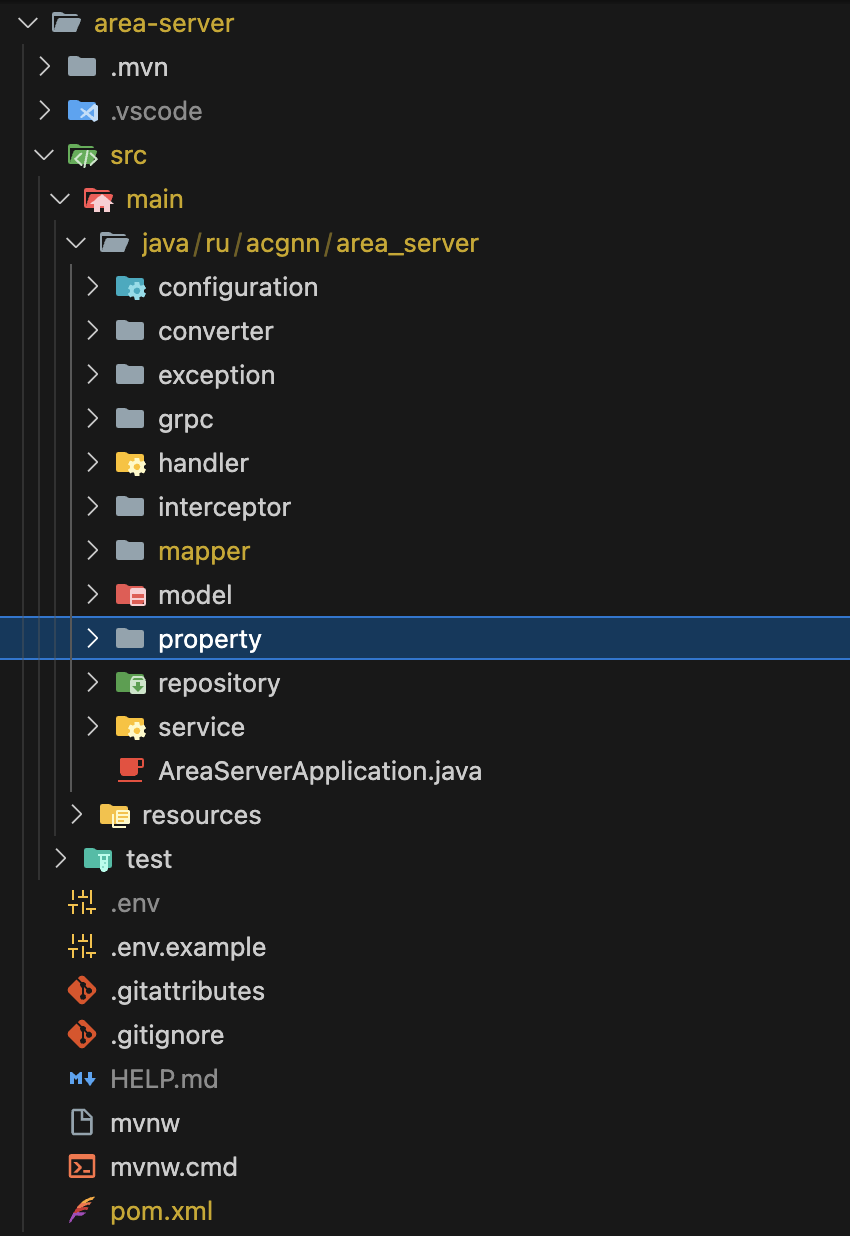 area-server
.mvn
.vscode
src
main
java/ru/acgnn/area_server
configuration
converter
exception
grpc
handler
interceptor
mapper
model
property
repository
service
AreaServerApplication.java
resources
test
.env
.env.example
.gitattributes
.gitignore
HELP.md
mvnw
mvnw.cmd
pom.xml